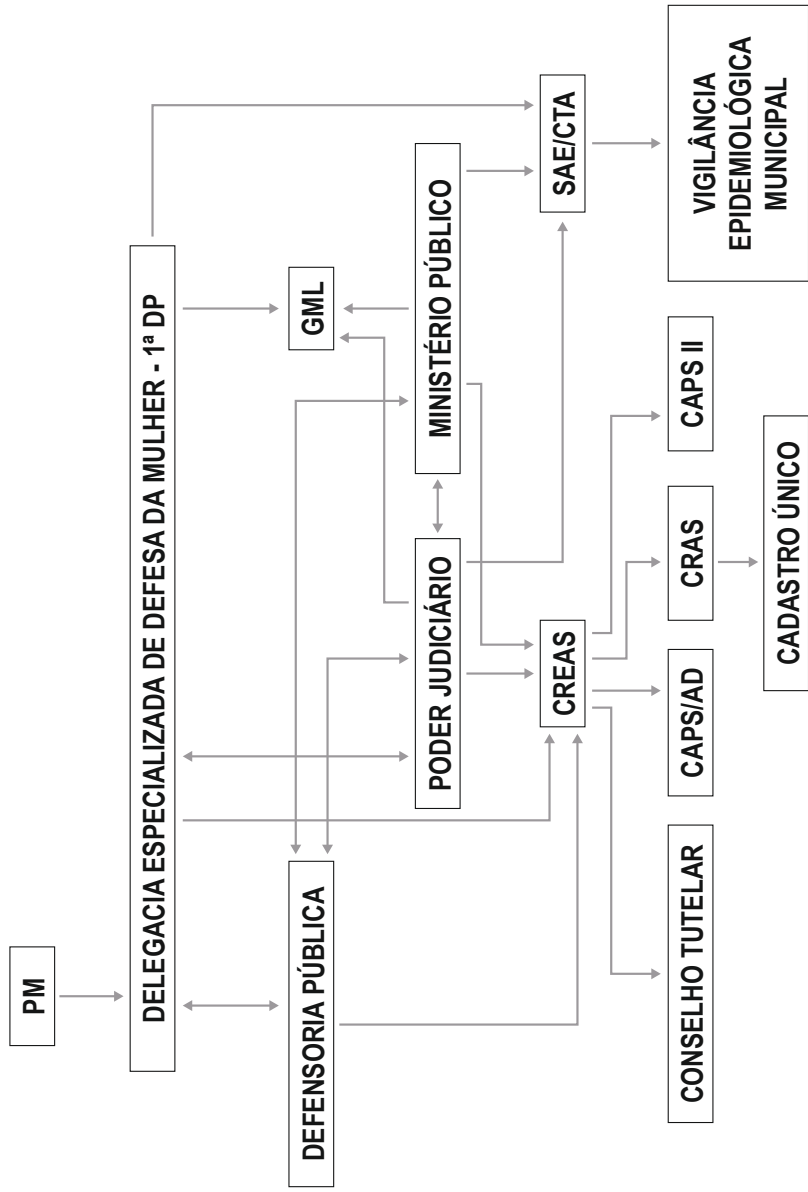 PM
DELEGACIA ESPECIALIZADA DE DEFESA DA MULHER - 1ª DP
DEFENSORIA PÚBLICA
GML
PODER JUDICIÁRIO
MINISTÉRIO PÚBLICO
CREAS
SAE/CTA
CONSELHO TUTELAR
CAPS/AD
CRAS
CAPS II
VIGILÂNCIA
EPIDEMIOLÓGICA
MUNICIPAL
CADASTRO ÚNICO